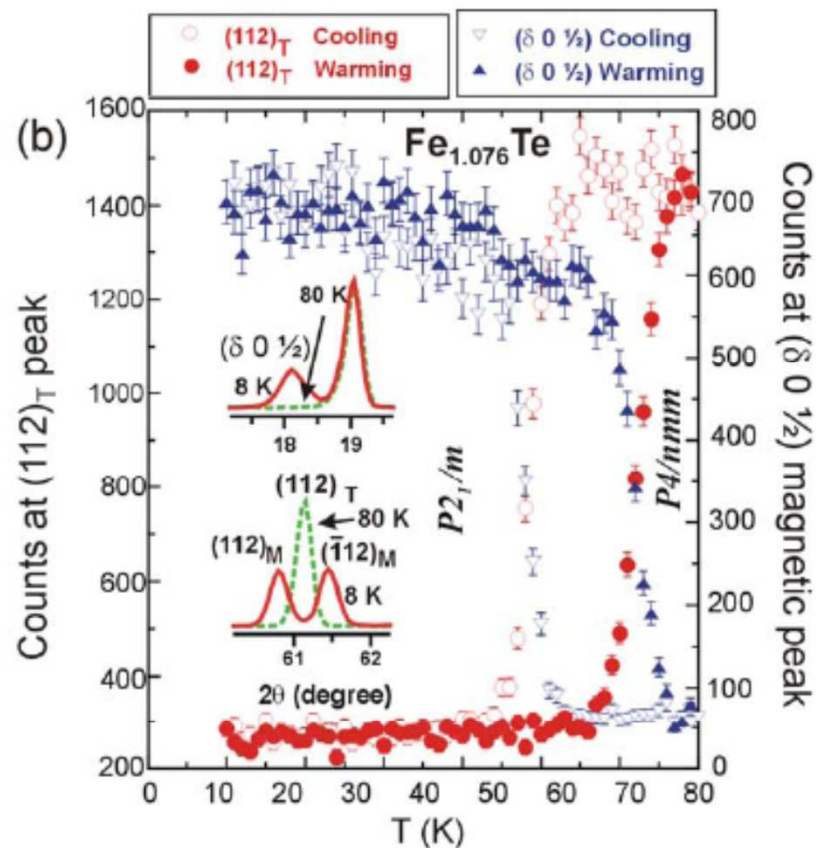 (112)T Cooling
(112)T Warming
(δ 0 ½) Cooling
(δ 0 ½) Warming
(b)
Fe1.076Te
1600
1400
1200
1000
800
600
400
200
Counts at (112)T peak
800
700
600
500
400
300
200
100
0
Counts at (δ 0 ½) magnetic peak
80 K
(δ 0 ½)
8 K
18 19
P21/m
P4/nmm
(112) T
80 K
(112)M
(1̅12)M
8 K
61 62
2θ (degree)
0 10 20 30 40 50 60 70 80
T (K)